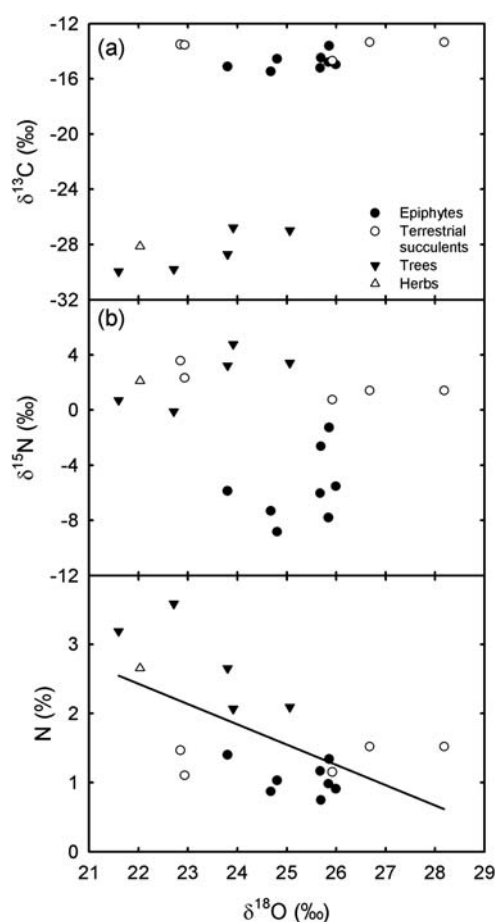 (a)
-12
-16
-20
-24
-28
-32
δ¹³C (‰)
Epiphytes
Terrestrial
succulents
Trees
Herbs
(b)
4
0
-4
-8
-12
δ¹⁵N (‰)
3
2
1
0
N (%)
21 22 23 24 25 26 27 28 29
δ¹⁸O (‰)